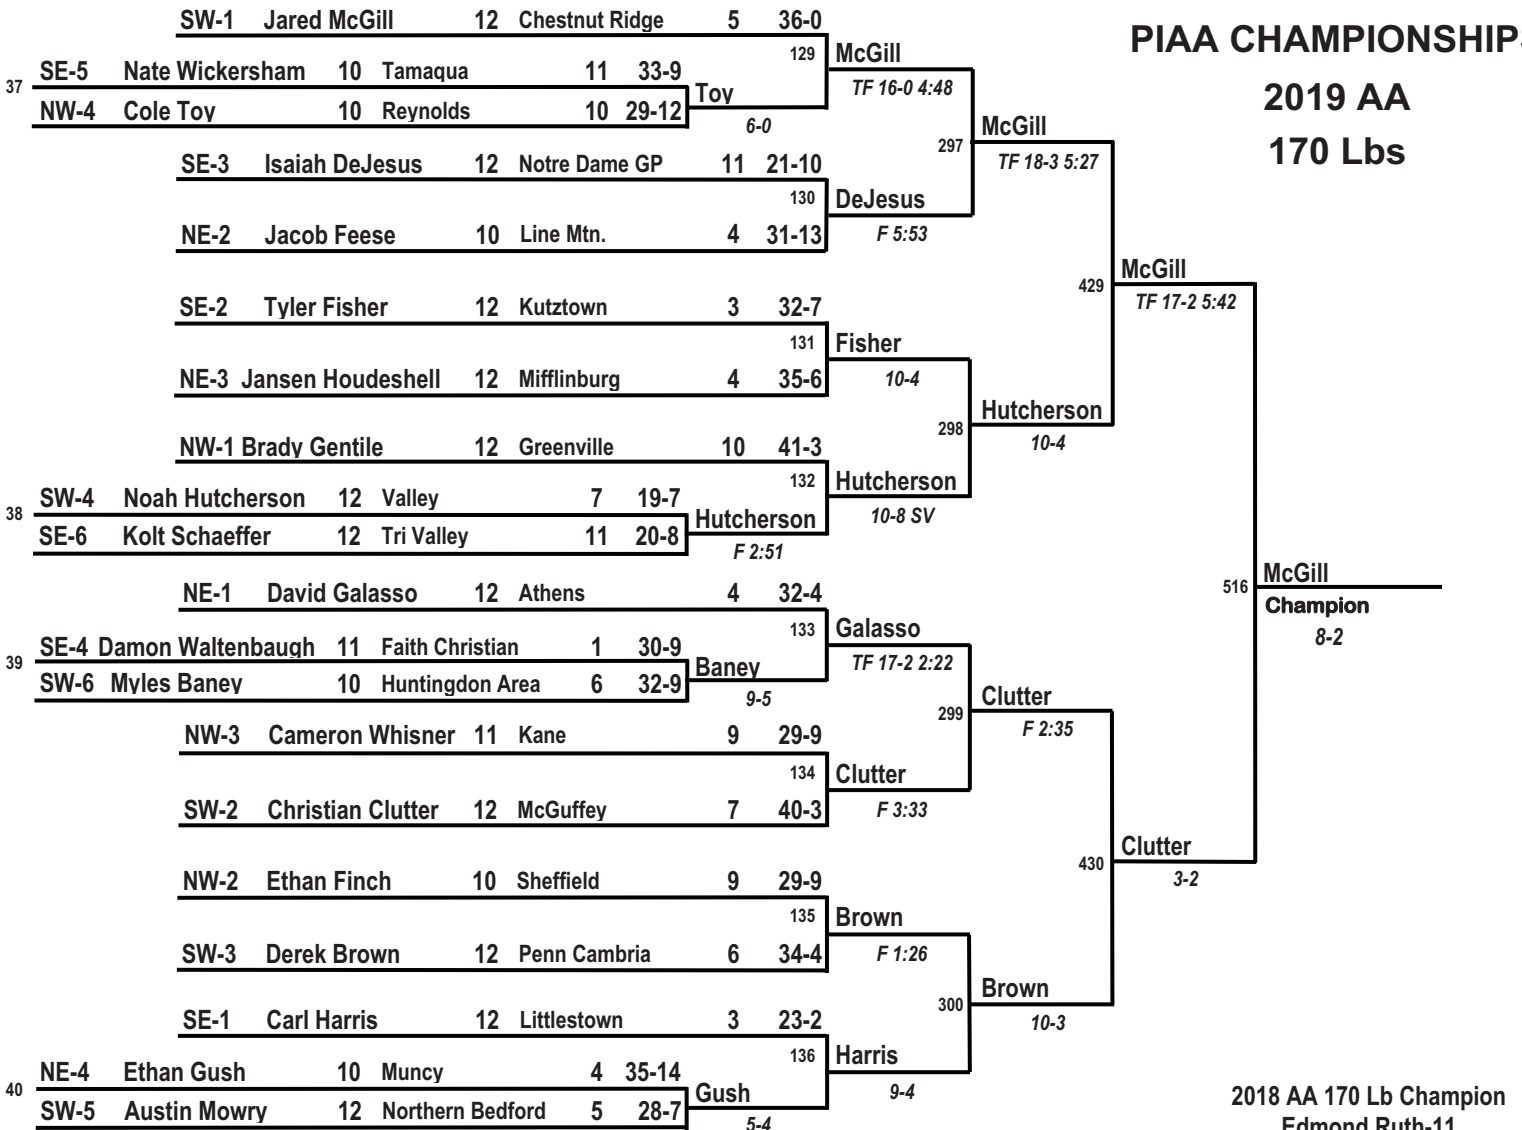 SW-1 Jared McGill 12 Chestnut Ridge 5 36-0
PIAA CHAMPIONSHIPS
2019 AA
170 Lbs
129 McGill
TF 16-0 4:48
37
SE-5 Nate Wickersham 10 Tamaqua 11 33-9
NW-4 Cole Toy 10 Reynolds 10 29-12
Toy
6-0
297 McGill
TF 18-3 5:27
SE-3 Isaiah DeJesus 12 Notre Dame GP 11 21-10
130 DeJesus
F 5:53
NE-2 Jacob Feese 10 Line Mtn. 4 31-13
429 McGill
TF 17-2 5:42
SE-2 Tyler Fisher 12 Kutztown 3 32-7
131 Fisher
10-4
NE-3 Jansen Houdeshell 12 Mifflinburg 4 35-6
298 Hutcherson
10-4
NW-1 Brady Gentile 12 Greenville 10 41-3
132 Hutcherson
10-8 SV
38
SW-4 Noah Hutcherson 12 Valley 7 19-7
SE-6 Kolt Schaeffer 12 Tri Valley 11 20-8
Hutcherson
F 2:51
516 McGill
Champion
8-2
NE-1 David Galasso 12 Athens 4 32-4
133 Galasso
TF 17-2 2:22
39
SE-4 Damon Waltenbaugh 11 Faith Christian 1 30-9
SW-6 Myles Baney 10 Huntingdon Area 6 32-9
Baney
9-5
299 Clutter
F 2:35
NW-3 Cameron Whisner 11 Kane 9 29-9
134 Clutter
F 3:33
SW-2 Christian Clutter 12 McGuffey 7 40-3
430 Clutter
3-2
NW-2 Ethan Finch 10 Sheffield 9 29-9
135 Brown
F 1:26
SW-3 Derek Brown 12 Penn Cambria 6 34-4
300 Brown
10-3
SE-1 Carl Harris 12 Littlestown 3 23-2
136 Harris
9-4
40
NE-4 Ethan Gush 10 Muncy 4 35-14
SW-5 Austin Mowry 12 Northern Bedford 5 28-7
Gush
5-4
2018 AA 170 Lb Champion
Edmond Ruth-11